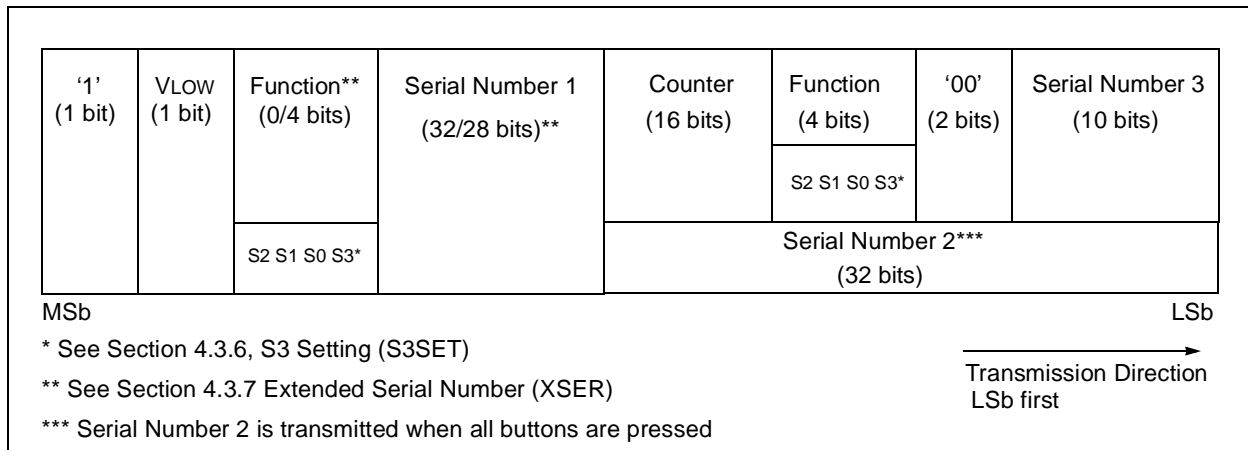 ‘1’
(1 bit)
VLOW
(1 bit)
Function**
(0/4 bits)
S2 S1 S0 S3*
Serial Number 1
(32/28 bits)**
Counter
(16 bits)
Function
(4 bits)
S2 S1 S0 S3*
‘00’
(2 bits)
Serial Number 3
(10 bits)
Serial Number 2***
(32 bits)
MSb
LSb
* See Section 4.3.6, S3 Setting (S3SET)
** See Section 4.3.7 Extended Serial Number (XSER)
*** Serial Number 2 is transmitted when all buttons are pressed
Transmission Direction
LSb first